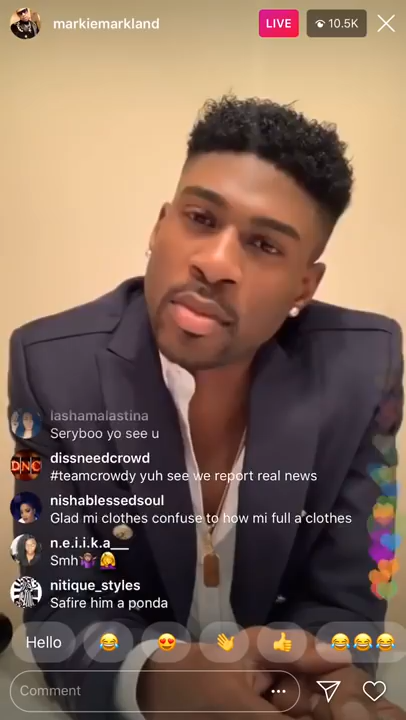 markiemarkland
LIVE
10.5K
lashamalastina
Seryboo yo see u
DNC
dissneedcrowd
#teamcrowdy yuh see we report real news
nishablessedsoul
Glad mi clothes confuse to how mi full a clothes
n.e.i.i.k.a__
Smh🤷🏾‍♀️🤦‍♀️
nitique_styles
Safire him a ponda
Hello 😂 😍 👋 👍 😂😂😂
Comment